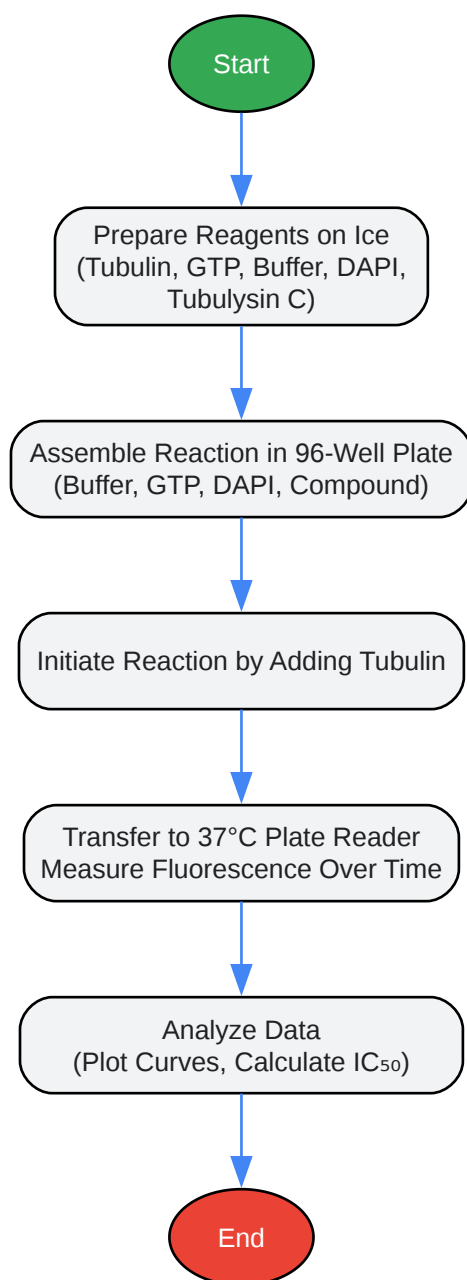 Start
Prepare Reagents on Ice
(Tubulin, GTP, Buffer, DAPI,
Tubulysin C)
Assemble Reaction in 96-Well Plate
(Buffer, GTP, DAPI, Compound)
Initiate Reaction by Adding Tubulin
Transfer to 37°C Plate Reader
Measure Fluorescence Over Time
Analyze Data
(Plot Curves, Calculate IC₅₀)
End